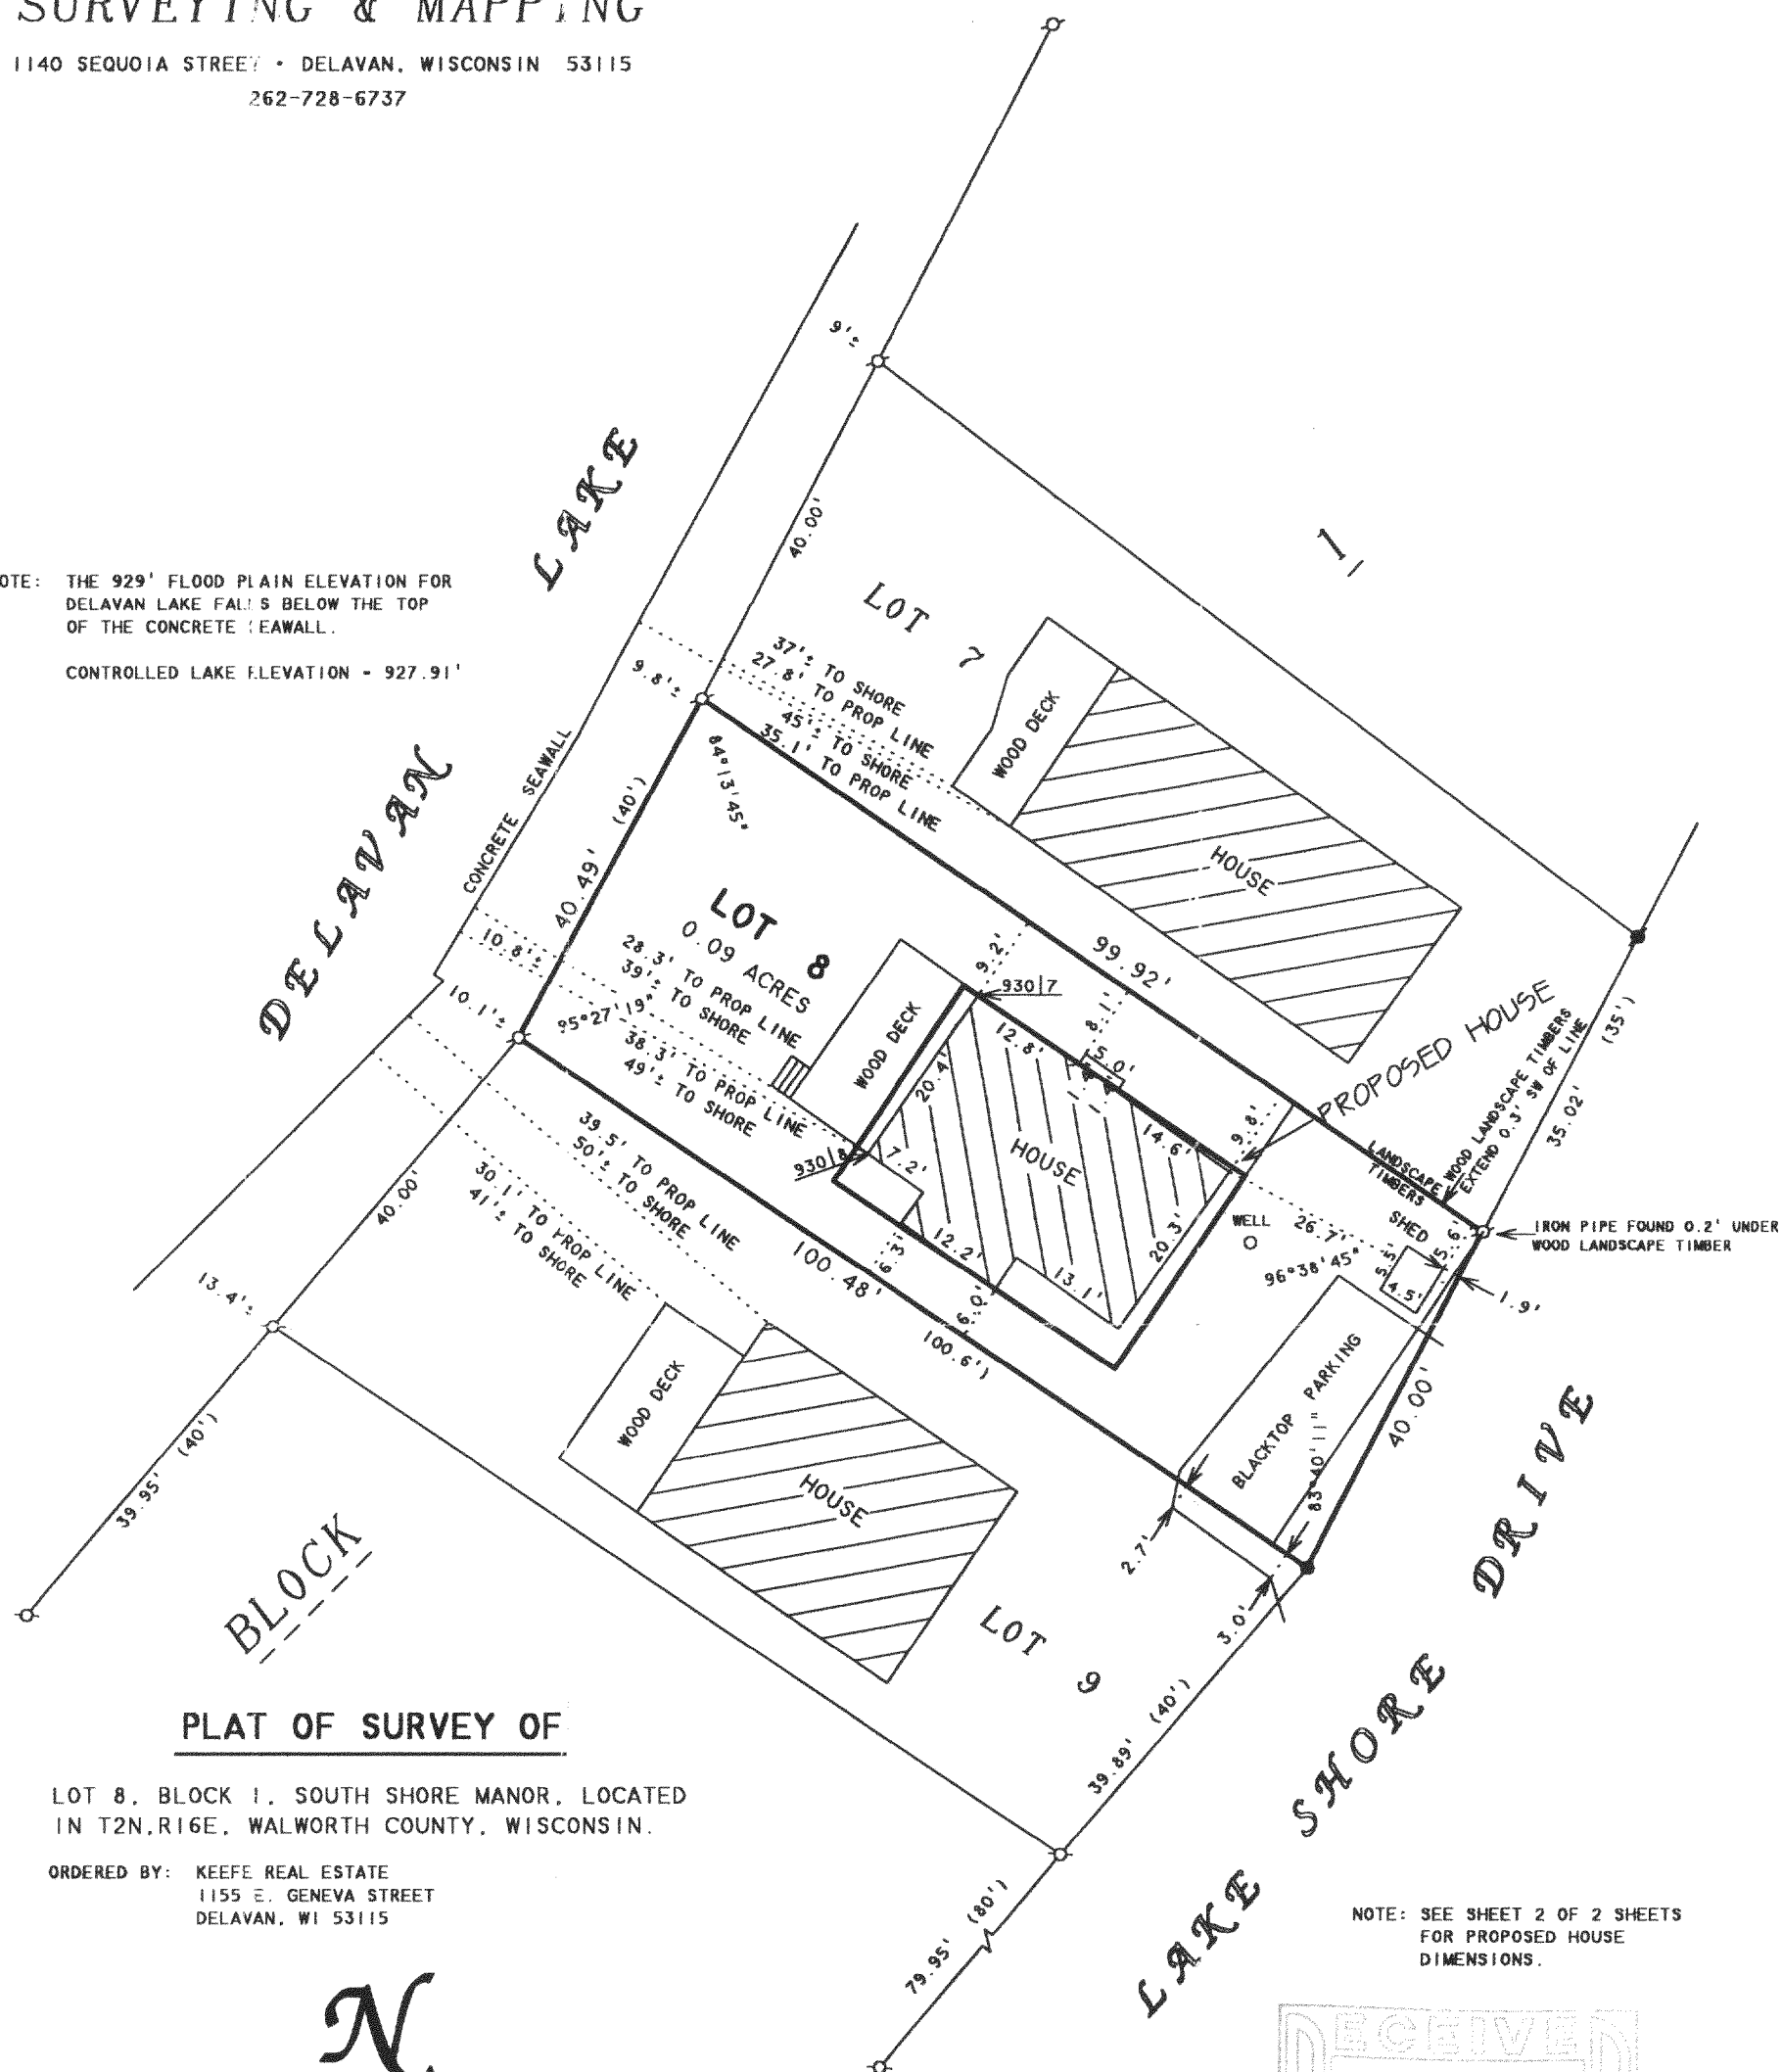 SURVEYING & MAPPING
1140 SEQUOIA STREET • DELAVAN, WISCONSIN 53115
262-728-6737
9'±
LAKE
40.00'
1
LOT 7
OTE: THE 929' FLOOD PLAIN ELEVATION FOR
DELAVAN LAKE FALLS BELOW THE TOP
OF THE CONCRETE SEAWALL.
CONTROLLED LAKE ELEVATION - 927.91'
9.8'±
37'± TO SHORE
27.8' TO PROP LINE
45'± TO SHORE
35.1' TO PROP LINE
WOOD DECK
HOUSE
84°13'45"
(40')
40.49'
CONCRETE SEAWALL
DELAVAN
LOT 8
0.09 ACRES
10.8'±
10.1'±
95°27'19"
28.3' TO PROP LINE
39'± TO SHORE
38.3' TO PROP LINE
49'± TO SHORE
WOOD DECK
9.2'
99.92'
930|7
8.1'
12.8'
5.0'
20.4'
HOUSE
14.6'
9.8'
PROPOSED HOUSE
WOOD LANDSCAPE TIMBERS
EXTEND 0.3' SW OF LINE
(35')
35.02'
LANDSCAPE
TIMBERS
930|8
7.2'
12.2'
6.3'
6.0'
13.1'
20.3'
WELL
26.7'
96°38'45"
SHED
5.5'
4.5'
5.6'
IRON PIPE FOUND 0.2' UNDER
WOOD LANDSCAPE TIMBER
1.9'
39.5' TO PROP LINE
50'± TO SHORE
30.1' TO PROP LINE
41'± TO SHORE
40.00'
13.4'±
100.48'
100.6')
BLACKTOP PARKING
83°40'11"
40.00'
WOOD DECK
HOUSE
2.7'
3.0'
LOT 9
39.95' (40')
BLOCK
39.89' (40')
LAKE SHORE DRIVE
PLAT OF SURVEY OF
LOT 8, BLOCK 1, SOUTH SHORE MANOR, LOCATED
IN T2N,R16E, WALWORTH COUNTY, WISCONSIN.
ORDERED BY: KEEFE REAL ESTATE
1155 E. GENEVA STREET
DELAVAN, WI 53115
79.95' (80')
NOTE: SEE SHEET 2 OF 2 SHEETS
FOR PROPOSED HOUSE
DIMENSIONS.
N
RECEIVED